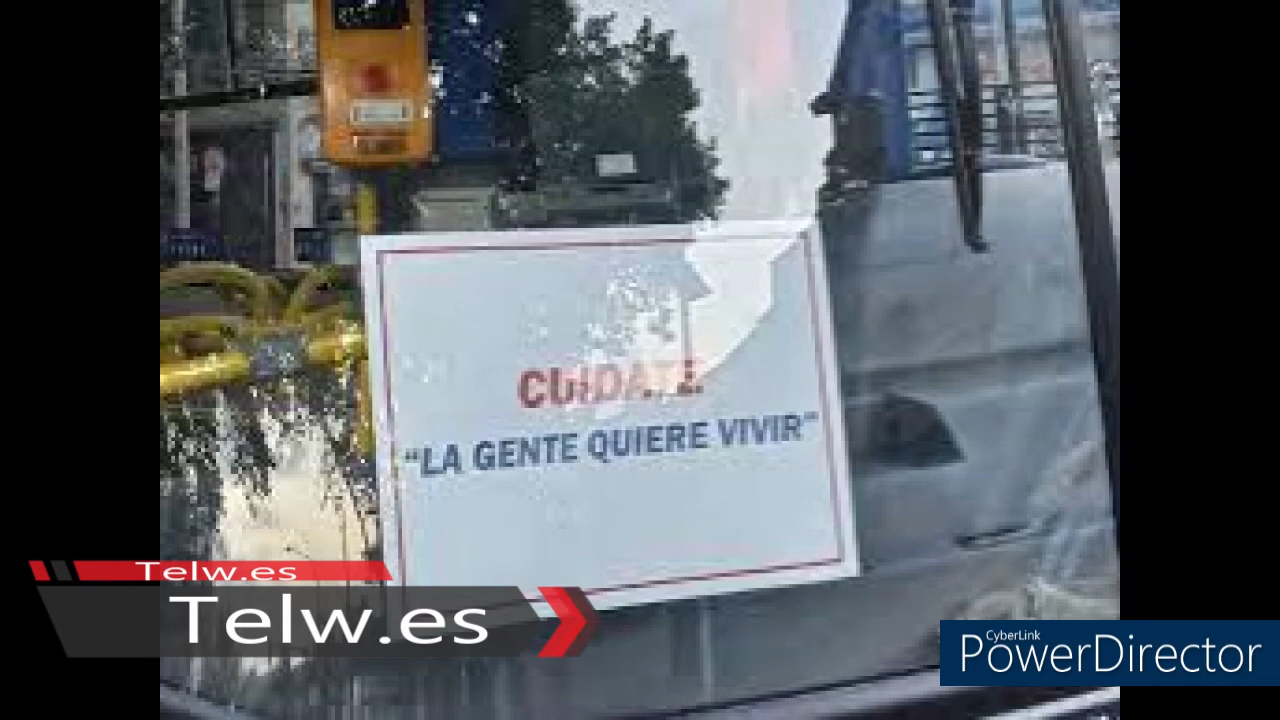 CUIDATE
“LA GENTE QUIERE VIVIR”
Telw.es
Telw.es
CyberLink
PowerDirector